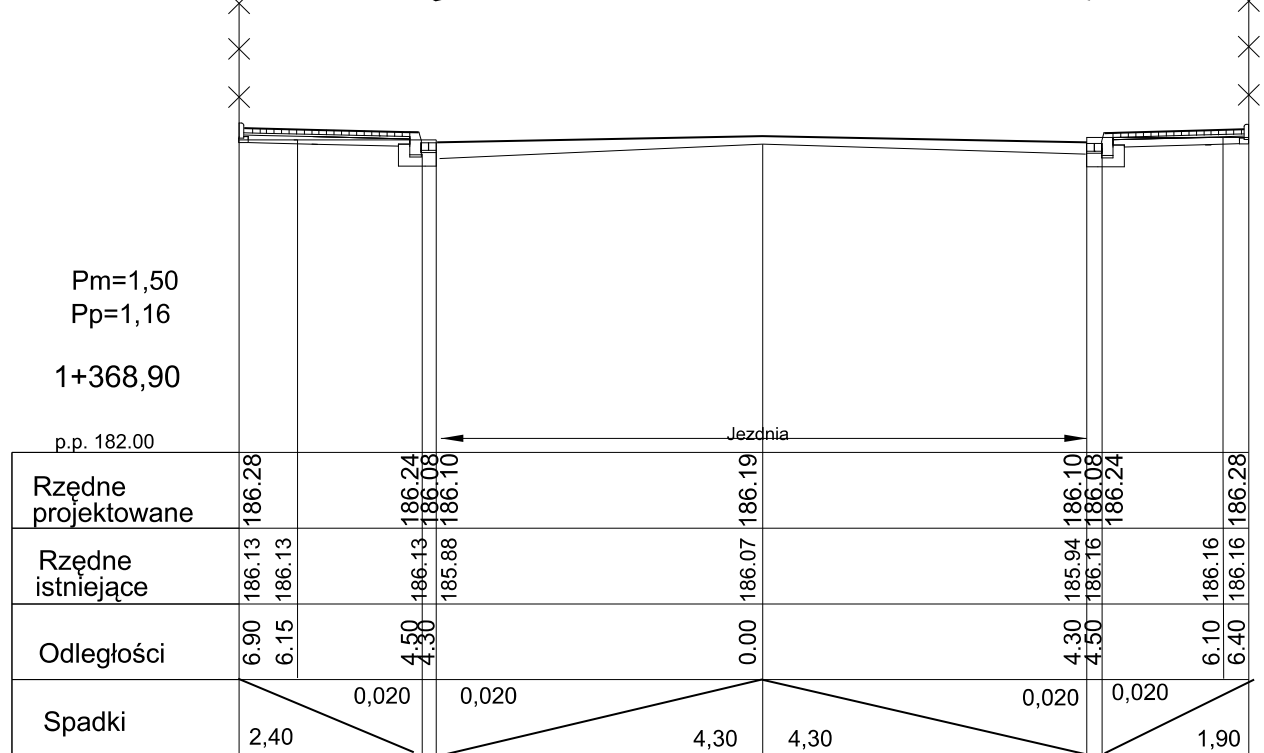 Pm=1,50
Pp=1,16
1+368,90
p.p. 182.00
Jezdnia
Rzędne
projektowane
186.28 186.24 186.08 186.10 186.19 186.10 186.08 186.24 186.28
Rzędne
istniejące
186.13 186.13 186.13 185.88 186.07 185.94 186.16 186.16 186.16
Odległości
6.90 6.15 4.50 4.30 0.00 4.30 4.50 6.10 6.40
Spadki
0,020 0,020 0,020 0,020
2,40 4,30 4,30 1,90